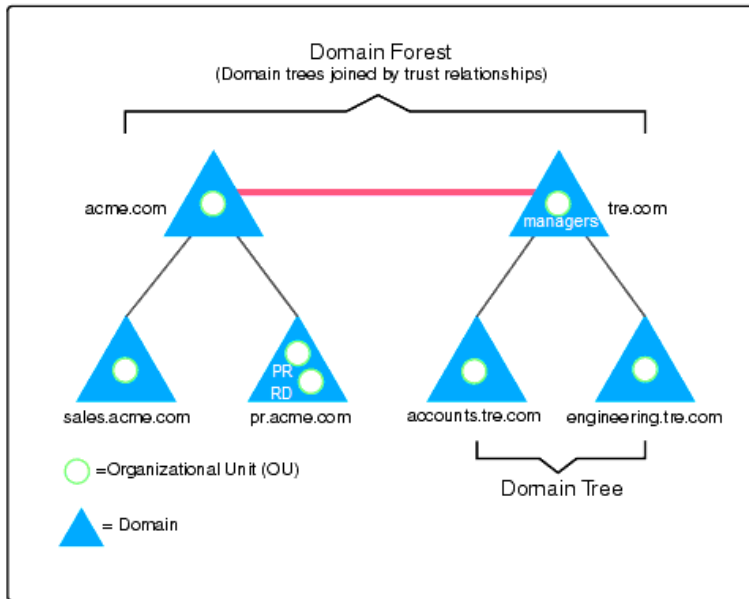 Domain Forest
(Domain trees joined by trust relationships)
acme.com
managers
tre.com
PR
RD
sales.acme.com
pr.acme.com
accounts.tre.com
engineering.tre.com
=Organizational Unit (OU)
Domain Tree
= Domain